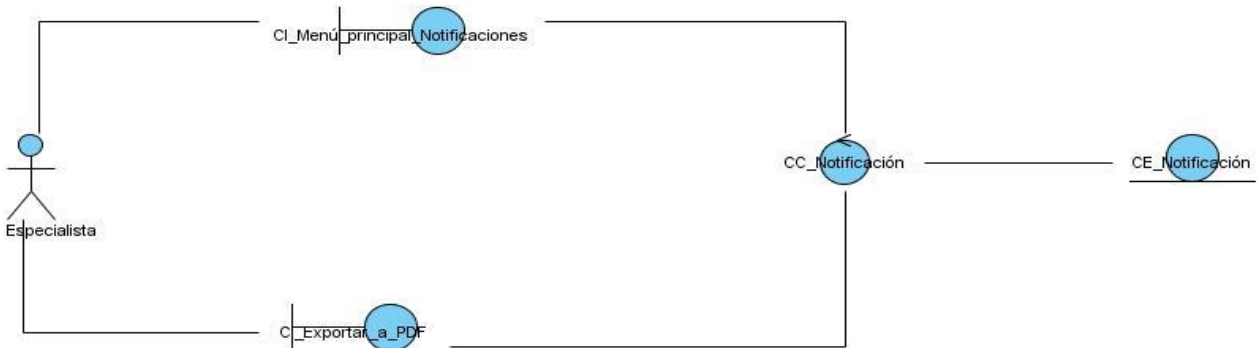 CI_Menú_principal_Notificaciones
CC_Notificación
CE_Notificación
Especialista
CI_Exportar_a_PDF